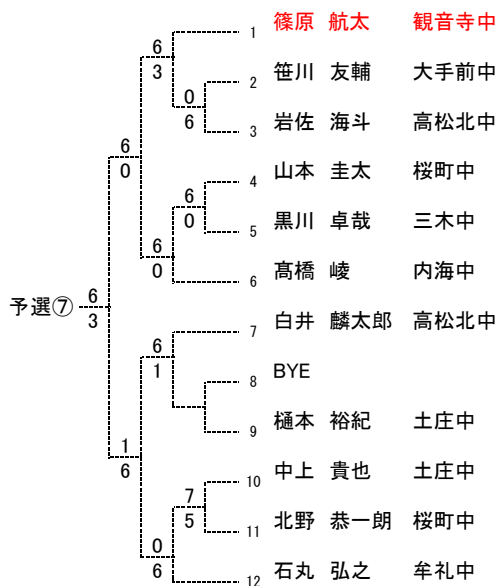 1 篠原 航太 観音寺中
6
3
2 笹川 友輔 大手前中
0
6
3 岩佐 海斗 高松北中
6
0
4 山本 圭太 桜町中
6
0
5 黒川 卓哉 三木中
6
0
6 髙橋 崚 内海中
予選⑦ 6
3
7 白井 麟太郎 高松北中
6
1
8 BYE
9 樋本 裕紀 土庄中
1
6
10 中上 貴也 土庄中
7
5
11 北野 恭一朗 桜町中
0
6
12 石丸 弘之 牟礼中